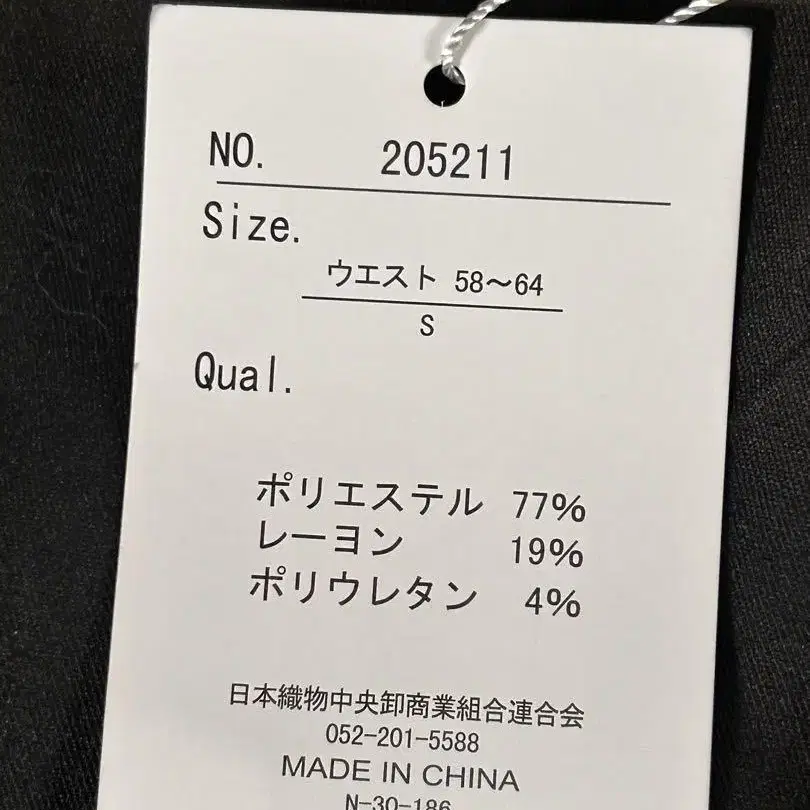 NO. 205211
Size.
ウエスト 58～64
S
Qual.
ポリエステル 77%
レーヨン 19%
ポリウレタン 4%
日本織物中央卸商業組合連合会
052-201-5588
MADE IN CHINA
N-30-186